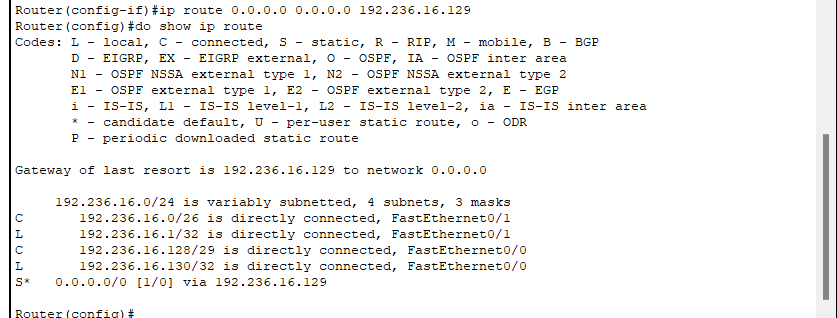 Router(config-if)#ip route 0.0.0.0 0.0.0.0 192.236.16.129
Router(config)#do show ip route
Codes: L - local, C - connected, S - static, R - RIP, M - mobile, B - BGP
       D - EIGRP, EX - EIGRP external, O - OSPF, IA - OSPF inter area
       N1 - OSPF NSSA external type 1, N2 - OSPF NSSA external type 2
       E1 - OSPF external type 1, E2 - OSPF external type 2, E - EGP
       i - IS-IS, L1 - IS-IS level-1, L2 - IS-IS level-2, ia - IS-IS inter area
       * - candidate default, U - per-user static route, o - ODR
       P - periodic downloaded static route

Gateway of last resort is 192.236.16.129 to network 0.0.0.0

     192.236.16.0/24 is variably subnetted, 4 subnets, 3 masks
C       192.236.16.0/26 is directly connected, FastEthernet0/1
L       192.236.16.1/32 is directly connected, FastEthernet0/1
C       192.236.16.128/29 is directly connected, FastEthernet0/0
L       192.236.16.130/32 is directly connected, FastEthernet0/0
S*   0.0.0.0/0 [1/0] via 192.236.16.129

Router(config)#